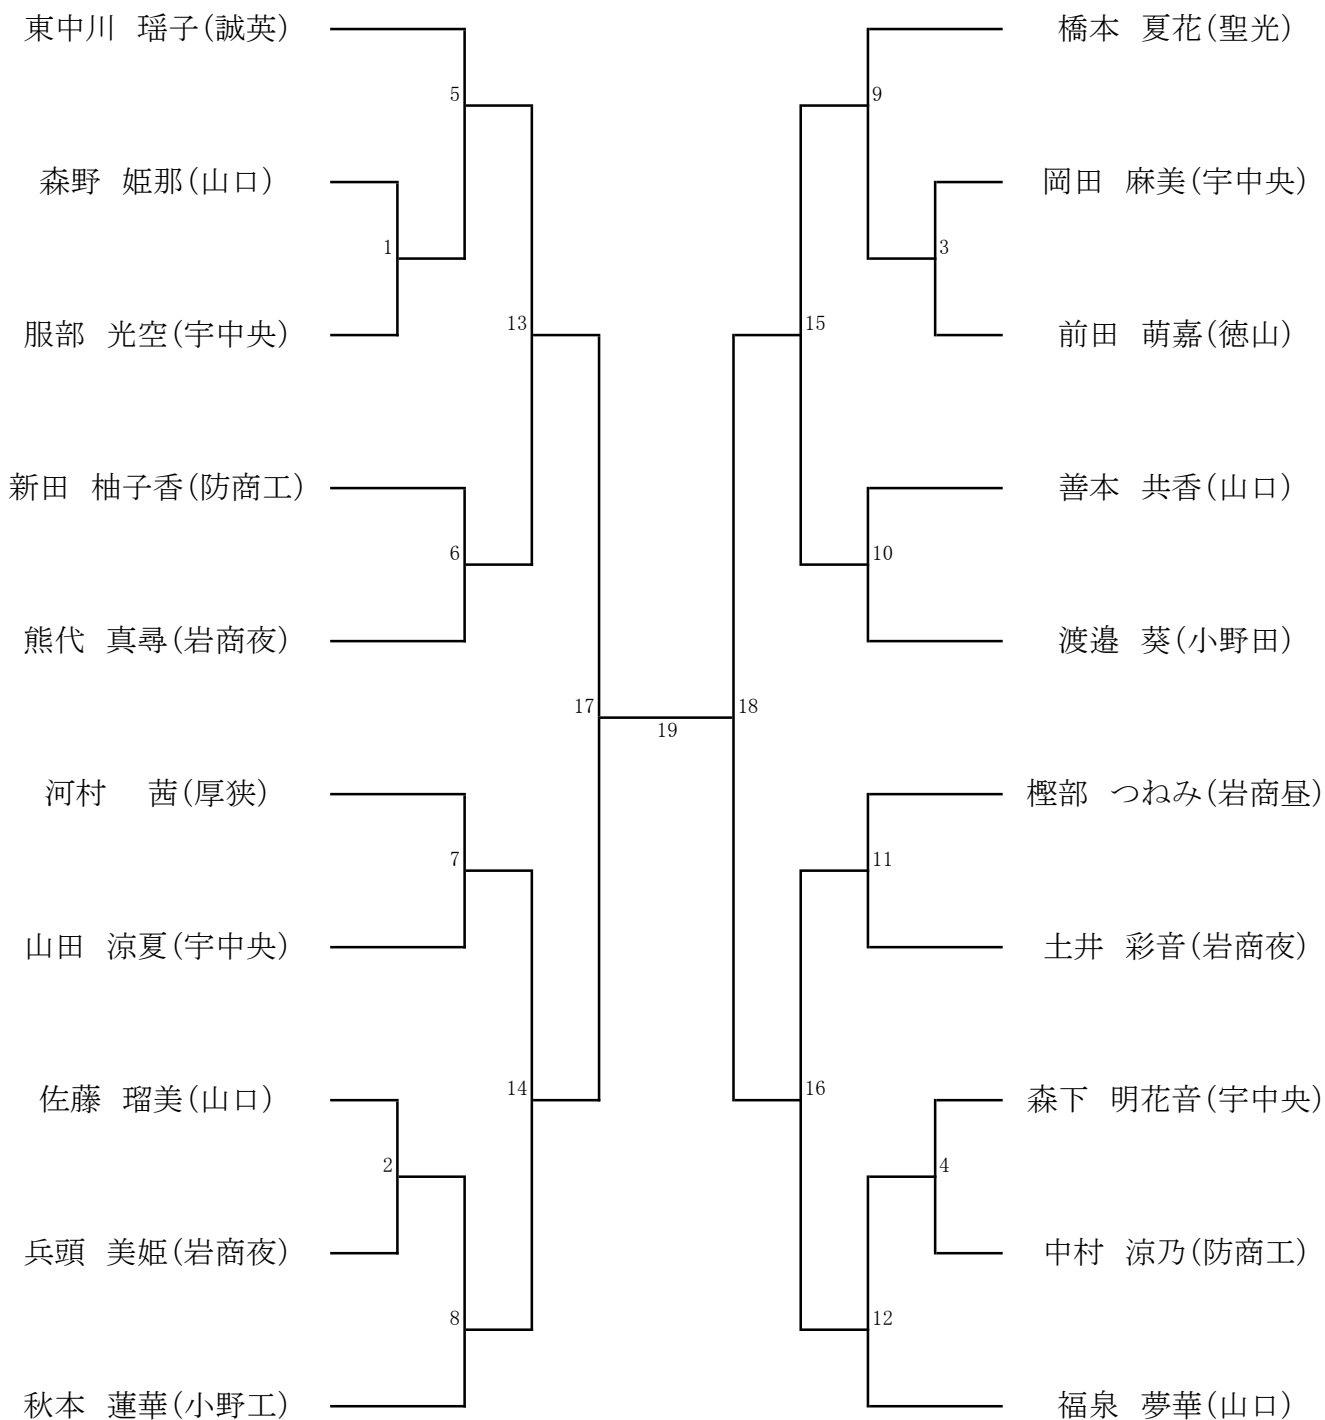 東中川 瑶子(誠英)
5
森野 姫那(山口)
1
服部 光空(宇中央)
13
新田 柚子香(防商工)
6
熊代 真尋(岩商夜)
17
河村 茜(厚狭)
7
山田 涼夏(宇中央)
佐藤 瑠美(山口)
14
2
兵頭 美姫(岩商夜)
8
秋本 蓮華(小野工)
19
橋本 夏花(聖光)
9
岡田 麻美(宇中央)
3
前田 萌嘉(徳山)
15
善本 共香(山口)
10
渡邉 葵(小野田)
18
樫部 つねみ(岩商昼)
11
土井 彩音(岩商夜)
森下 明花音(宇中央)
16
4
中村 涼乃(防商工)
12
福泉 夢華(山口)